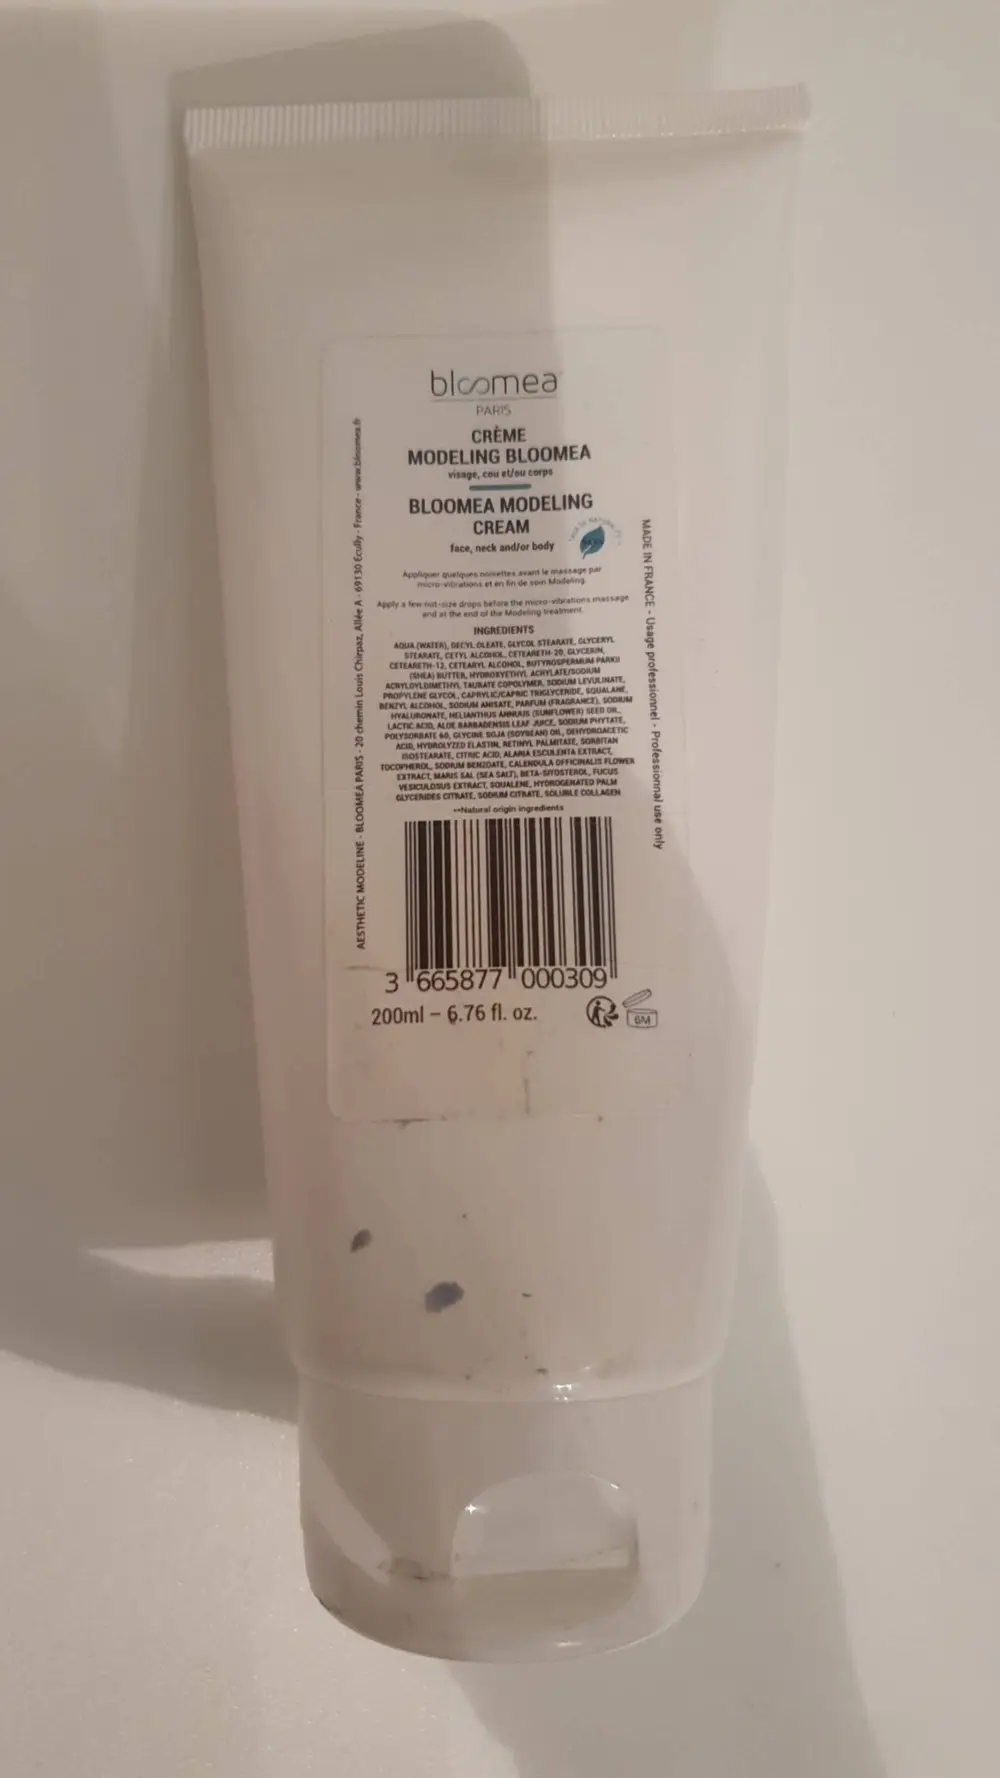 bloomea
PARIS
CRÈME
MODELING BLOOMEA
visage, cou et/ou corps
BLOOMEA MODELING
CREAM
face, neck and/or body
Appliquer quelques noisettes avant le massage par
micro-vibrations et en fin de soin Modeling.
Apply a few not-size drops before the micro-vibrations massage
and at the end of the Modeling treatment.
INGREDIENTS
AQUA (WATER), DECYL OLEATE, GLYCOL STEARATE, GLYCERYL
STEARATE, CETYL ALCOHOL, CETEARETH-20, GLYCERIN,
CETEARETH-12, CETEARYL ALCOHOL, BUTYROSPERMUM PARKII
(SHEA) BUTTER, HYDROXYETHYL ACRYLATE/SODIUM
ACRYLOYLDIMETHYL TAURATE COPOLYMER, SODIUM LEVULINATE,
PROPYLENE GLYCOL, CAPRYLIC/CAPRIC TRIGLYCERIDE, SQUALANE,
BENZYL ALCOHOL, SODIUM ANISATE, PARFUM (FRAGRANCE), SODIUM
HYALURONATE, HELIANTHUS ANNUUS (SUNFLOWER) SEED OIL,
LACTIC ACID, ALOE BARBADENSIS LEAF JUICE, SODIUM PHYTATE,
POLYSORBATE 60, GLYCINE SOJA (SOYBEAN) OIL, DEHYDROACETIC
ACID, HYDROLYZED ELASTIN, RETINYL PALMITATE, SORBITAN
ISOSTEARATE, CITRIC ACID, ALARIA ESCULENTA EXTRACT,
TOCOPHEROL, SODIUM BENZOATE, CALENDULA OFFICINALIS FLOWER
EXTRACT, MARIS SAL (SEA SALT), BETA-SITOSTEROL, FUCUS
VESICULOSUS EXTRACT, SQUALENE, HYDROGENATED PALM
GLYCERIDES CITRATE, SODIUM CITRATE, SOLUBLE COLLAGEN
**Natural origin ingredients
3 665877 000309
200ml – 6.76 fl. oz.
6M
AESTHETIC MODELINE - BLOOMEA PARIS - 20 chemin Louis Chirpaz, Allée A - 69130 Ecully - France - www.bloomea.fr
MADE IN FRANCE - Usage professionnel - Professionnal use only